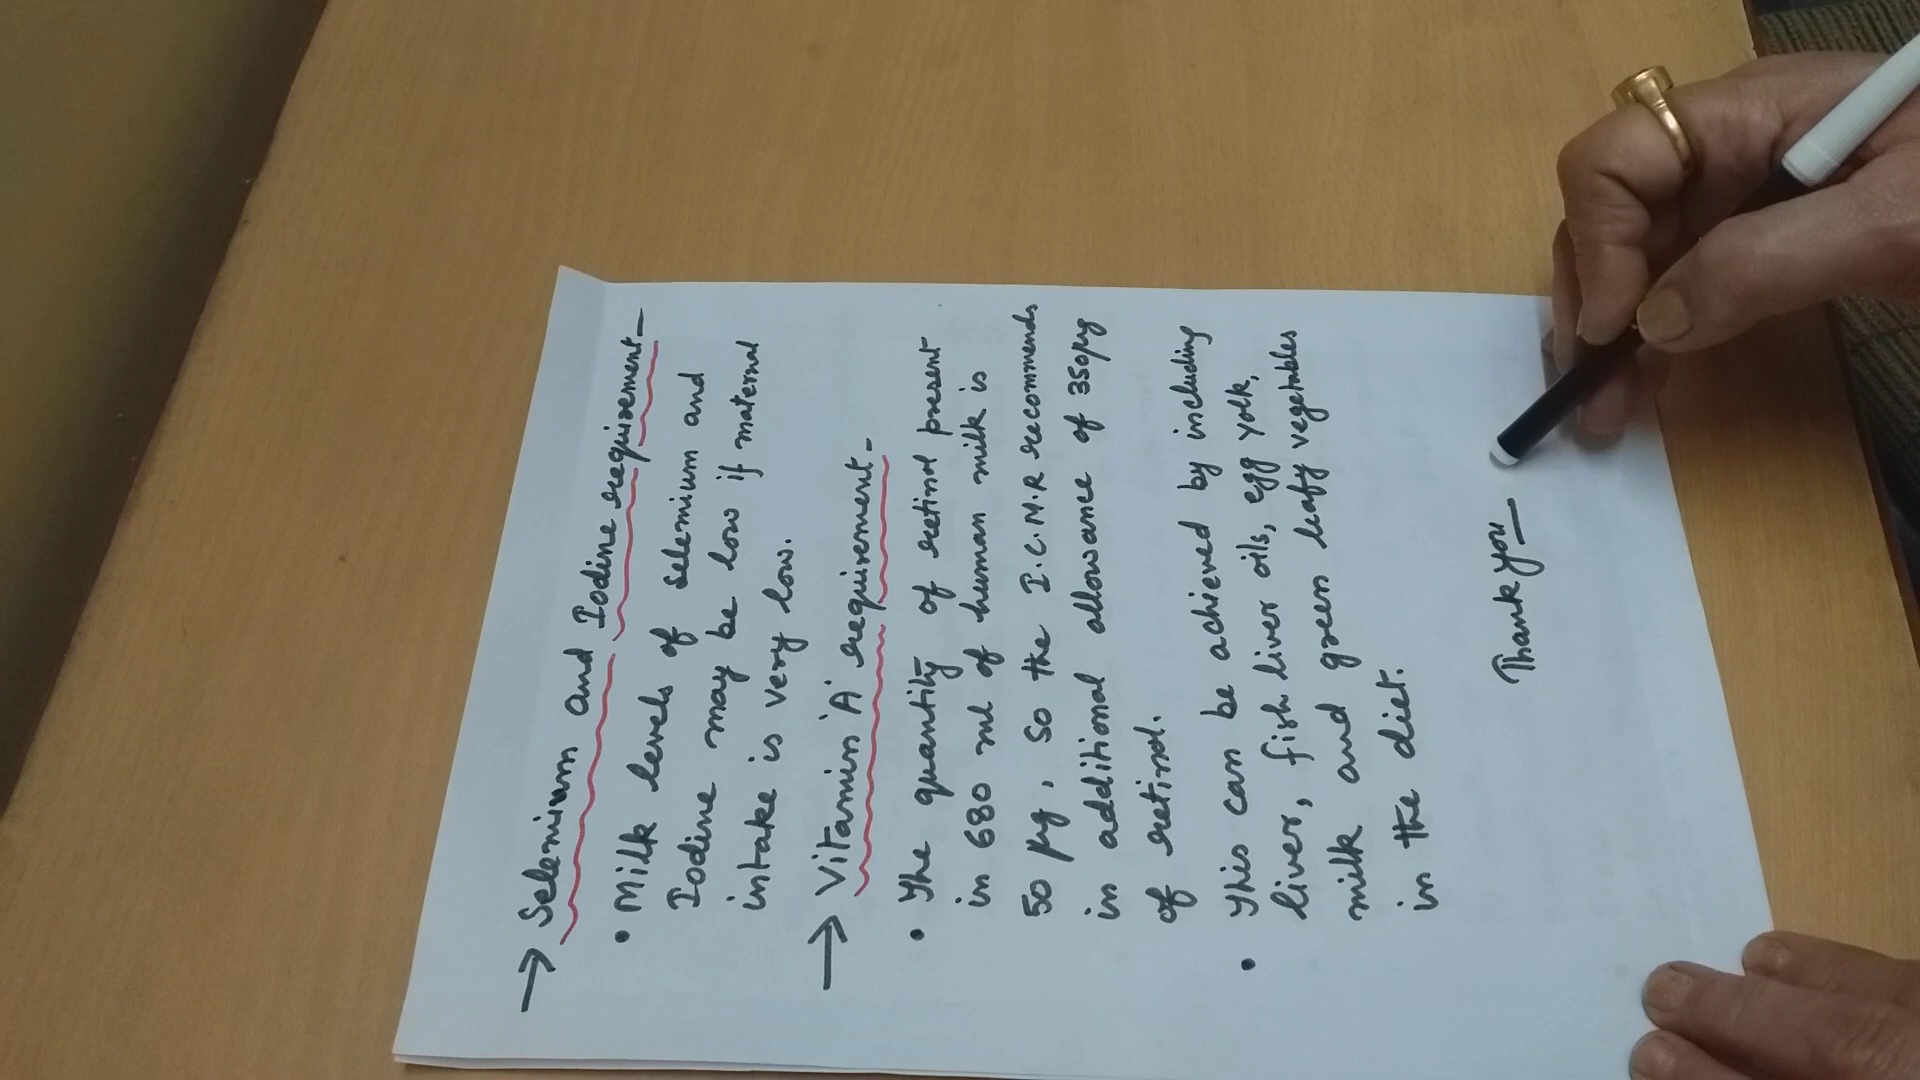 → Selenium and Iodine requirement-
• Milk levels of selenium and
Iodine may be low if maternal
intake is very low.
→ Vitamin 'A' requirement-
• The quantity of retinol present
in 680 ml of human milk is
50 µg, so the I.C.M.R recommends
in additional allowance of 350µg
of retinol.
• This can be achieved by including
liver, fish liver oils, egg yolk,
milk and green leafy vegetables
in the diet.
Thank you